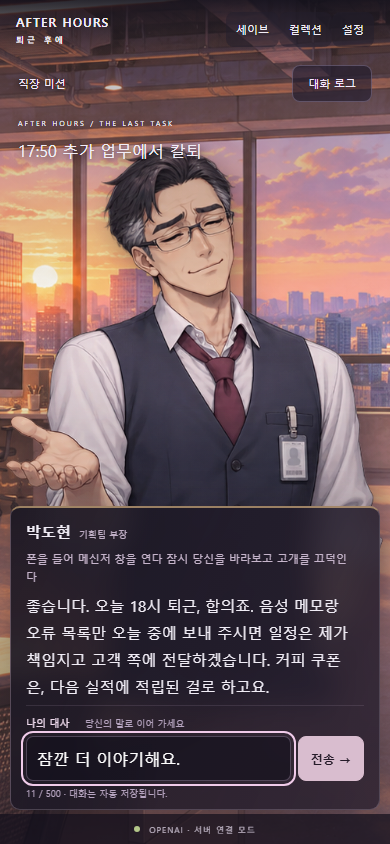 AFTER HOURS
퇴근 후에
세이브 컬렉션 설정
직장 미션
대화 로그
AFTER HOURS / THE LAST TASK
17:50 추가 업무에서 칼퇴
박도현 기획팀 부장
폰을 들어 메신저 창을 연다 잠시 당신을 바라보고 고개를 끄덕인
다
좋습니다. 오늘 18시 퇴근, 합의죠. 음성 메모랑
오류 목록만 오늘 중에 보내 주시면 일정은 제가
책임지고 고객 쪽에 전달하겠습니다. 커피 쿠폰
은, 다음 실적에 적립된 걸로 하고요.
나의 대사 당신의 말로 이어 가세요
잠깐 더 이야기해요.
전송 →
11 / 500 · 대화는 자동 저장됩니다.
OPENAI · 서버 연결 모드